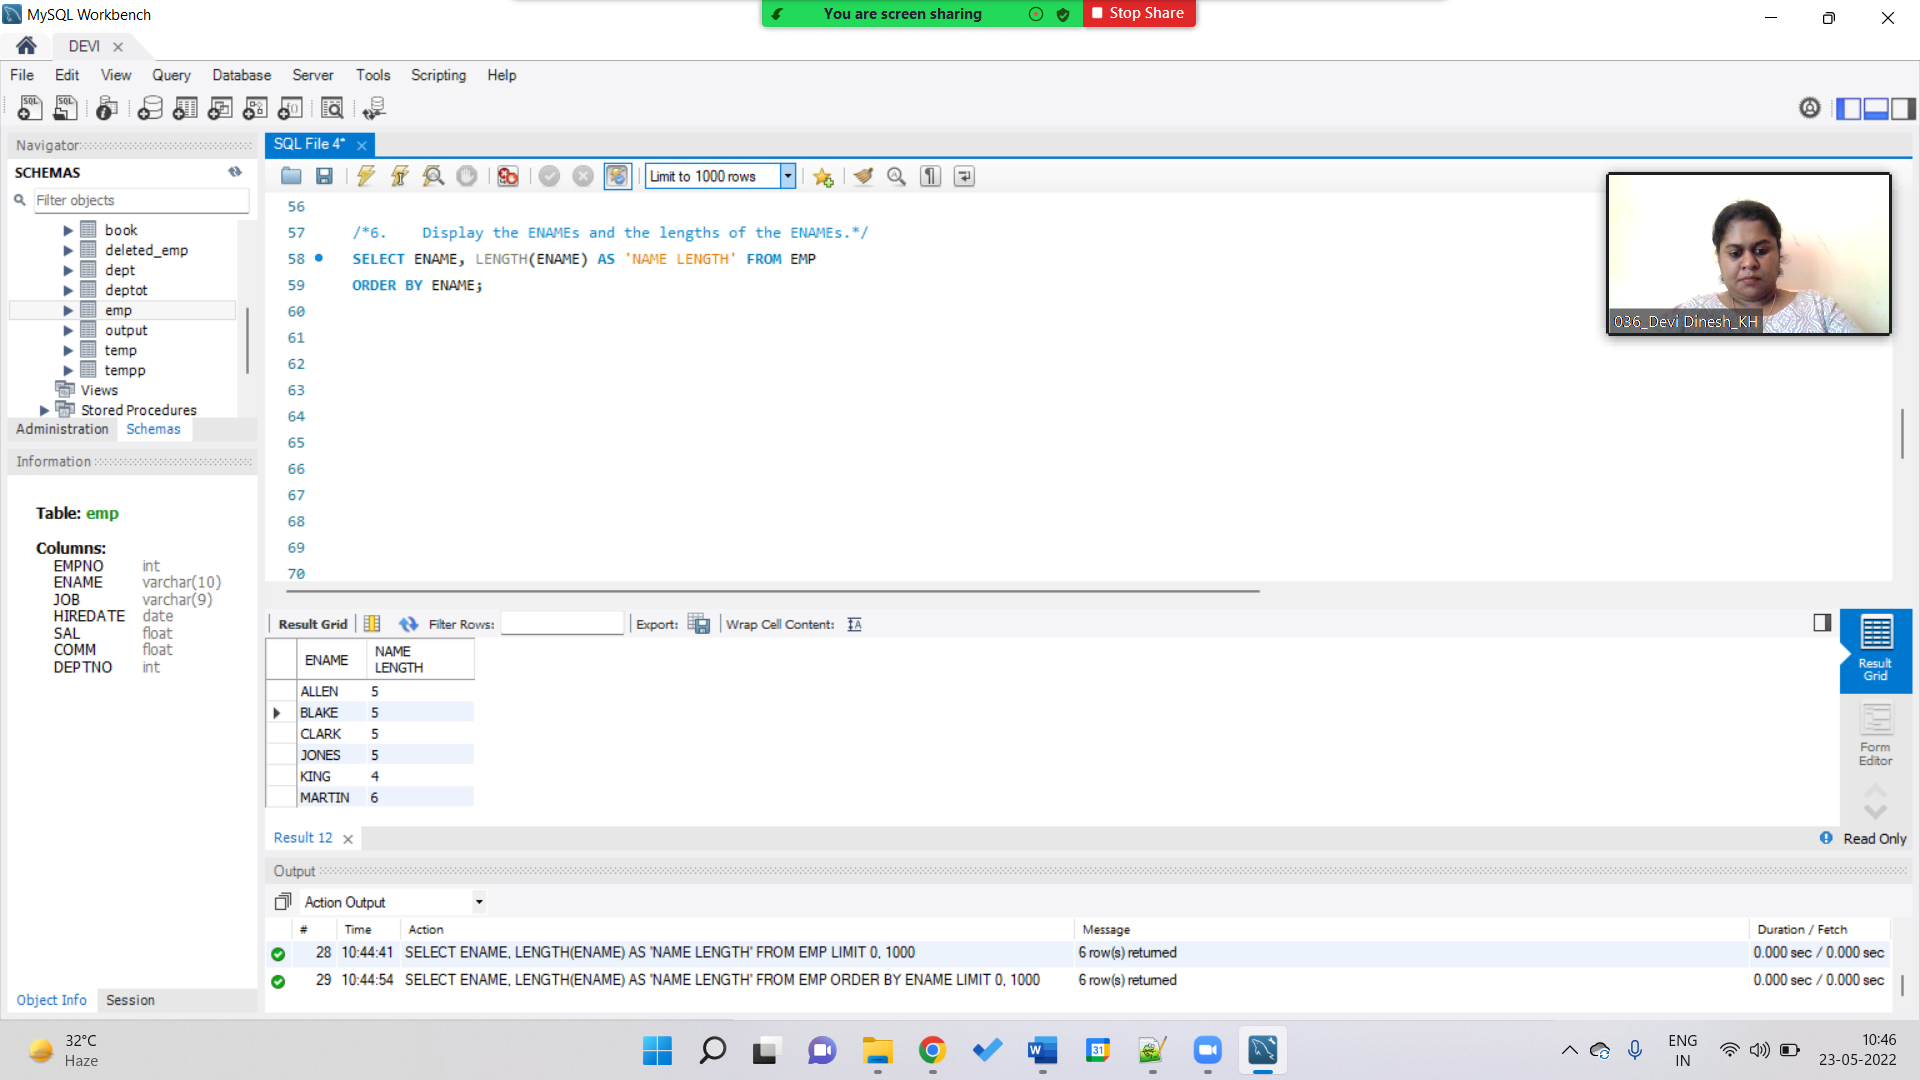 MySQL Workbench
You are screen sharing
Stop Share
DEVI
File Edit View Query Database Server Tools Scripting Help
Navigator
SCHEMAS
Filter objects
book
deleted_emp
dept
deptot
emp
output
temp
tempp
Views
Stored Procedures
Administration Schemas
Information
Table: emp
Columns:
EMPNO int
ENAME varchar(10)
JOB varchar(9)
HIREDATE date
SAL float
COMM float
DEPTNO int
Object Info Session
SQL File 4*
Limit to 1000 rows
56
57 /*6. Display the ENAMEs and the lengths of the ENAMEs.*/
58 SELECT ENAME, LENGTH(ENAME) AS 'NAME LENGTH' FROM EMP
59 ORDER BY ENAME;
60
61
62
63
64
65
66
67
68
69
70
036_Devi Dinesh_KH
Result Grid Filter Rows: Export: Wrap Cell Content:
ENAME NAME LENGTH
ALLEN 5
BLAKE 5
CLARK 5
JONES 5
KING 4
MARTIN 6
Result Grid
Form Editor
Result 12
Read Only
Output
Action Output
# Time Action Message Duration / Fetch
28 10:44:41 SELECT ENAME, LENGTH(ENAME) AS 'NAME LENGTH' FROM EMP LIMIT 0, 1000 6 row(s) returned 0.000 sec / 0.000 sec
29 10:44:54 SELECT ENAME, LENGTH(ENAME) AS 'NAME LENGTH' FROM EMP ORDER BY ENAME LIMIT 0, 1000 6 row(s) returned 0.000 sec / 0.000 sec
32°C
Haze
31
ENG
IN
10:46
23-05-2022